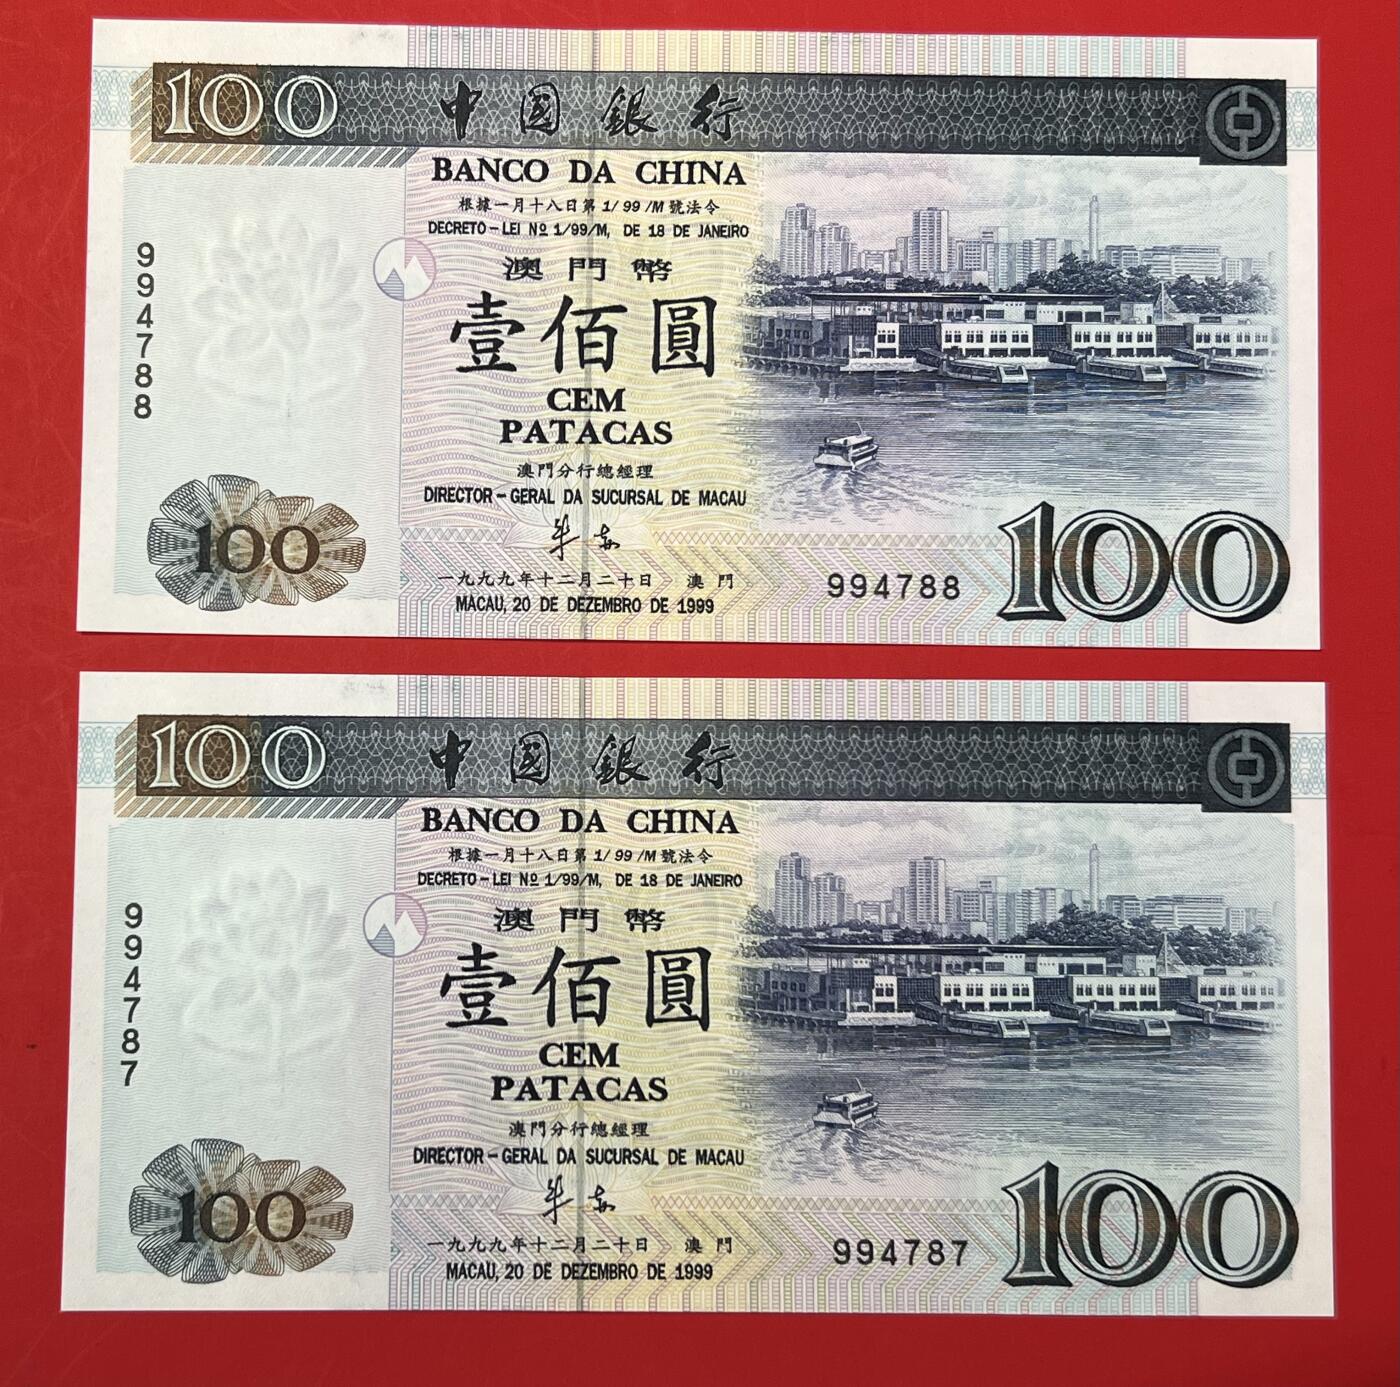 100
中國銀行
BANCO DA CHINA
根據一月十八日第 1/99/M 號法令
DECRETO-LEI Nº 1/99/M, DE 18 DE JANEIRO
澳門幣
壹佰圓
CEM
PATACAS
澳門分行總經理
DIRECTOR-GERAL DA SUCURSAL DE MACAU
一九九九年十二月二十日 澳門
MACAU, 20 DE DEZEMBRO DE 1999
994788
994788
100
100
100
中國銀行
BANCO DA CHINA
根據一月十八日第 1/99/M 號法令
DECRETO-LEI Nº 1/99/M, DE 18 DE JANEIRO
澳門幣
壹佰圓
CEM
PATACAS
澳門分行總經理
DIRECTOR-GERAL DA SUCURSAL DE MACAU
一九九九年十二月二十日 澳門
MACAU, 20 DE DEZEMBRO DE 1999
994787
994787
100
100